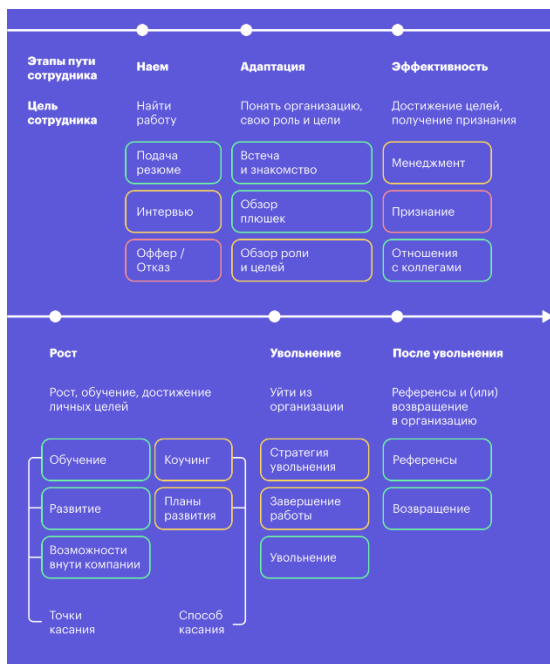 Этапы пути
сотрудника
Наем
Адаптация
Эффективность
Цель
сотрудника
Найти
работу
Понять организацию,
свою роль и цели
Достижение целей,
получение признания
Подача
резюме
Встеча
и знакомство
Менеджмент
Интервью
Обзор
плюшек
Признание
Оффер /
Отказ
Обзор роли
и целей
Отношения
с коллегами
Рост
Увольнение
После увольнения
Рост, обучение, достижение
личных целей
Уйти из
организации
Референсы и (или)
возвращение
в организацию
Обучение
Коучинг
Стратегия
увольнения
Референсы
Развитие
Планы
развития
Завершение
работы
Возвращение
Возможности
внути компании
Увольнение
Точки
касания
Способ
касания